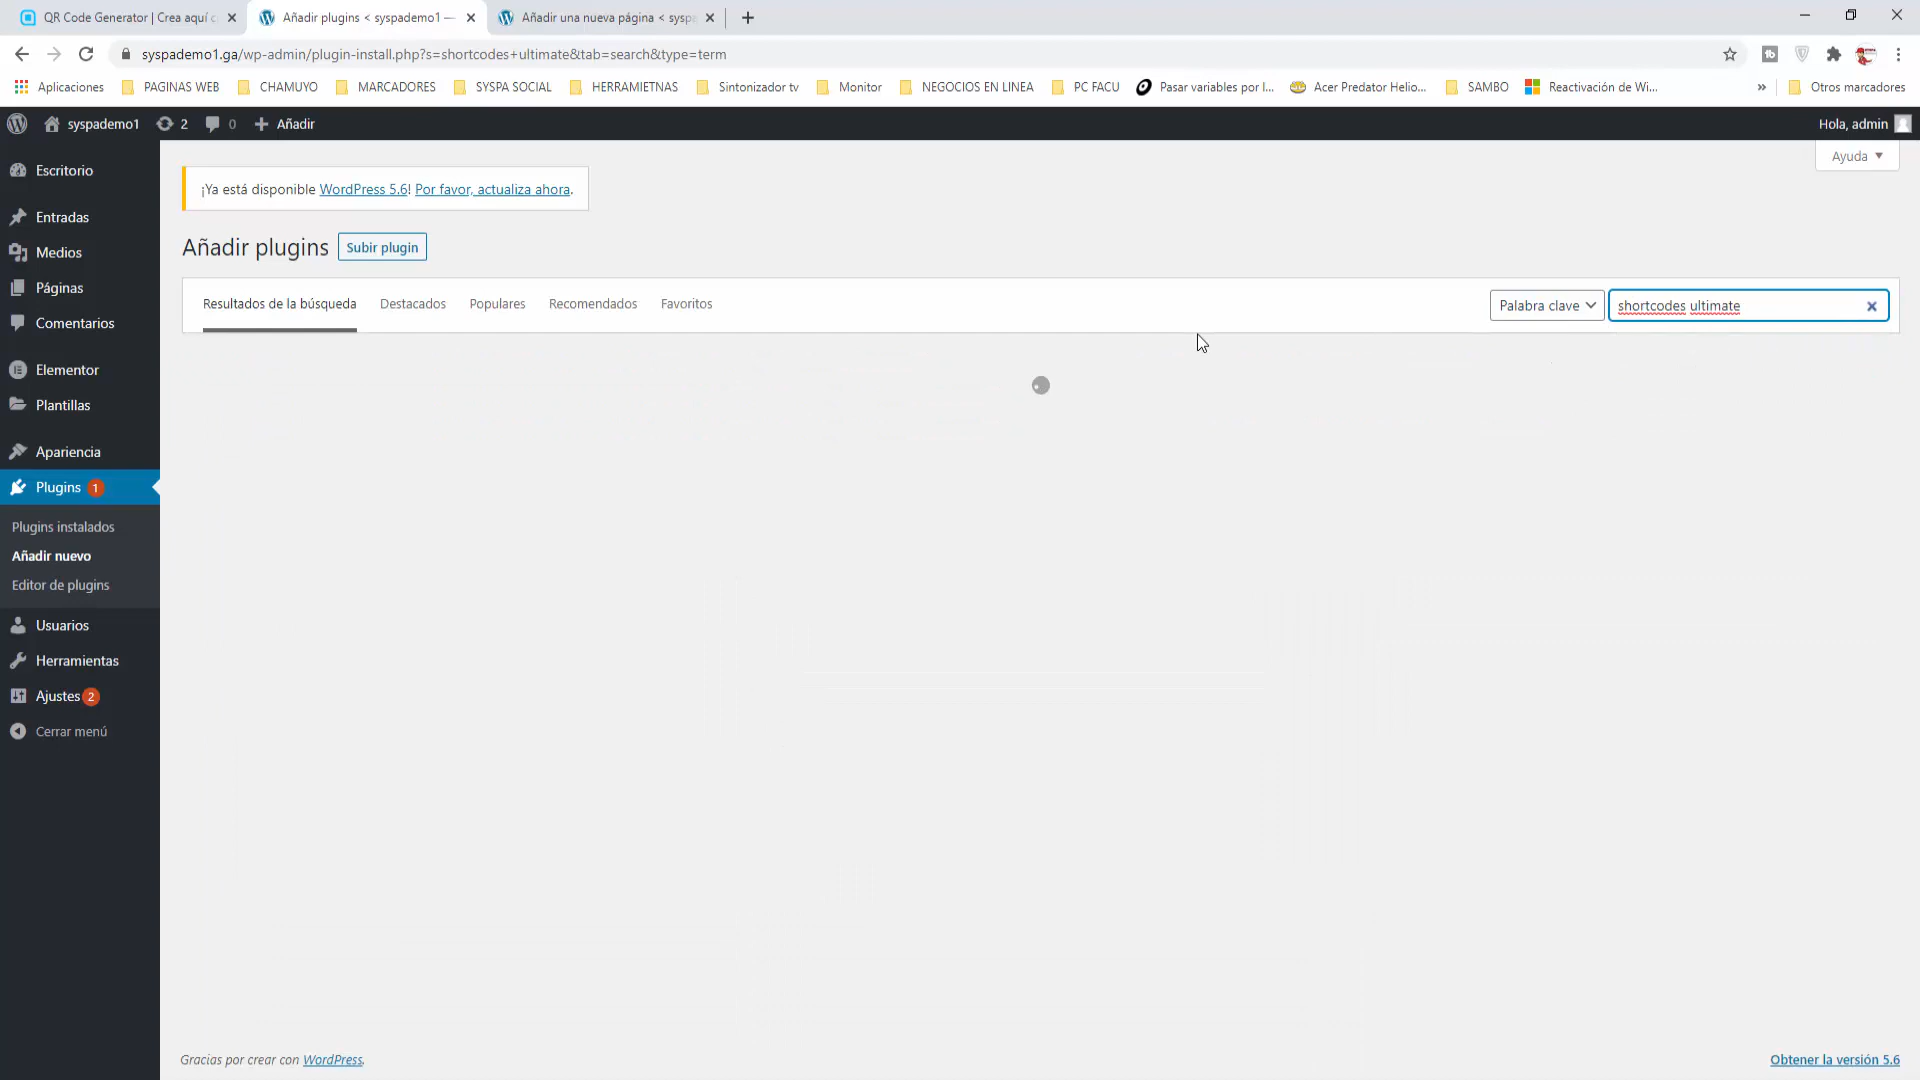 QR Code Generator | Crea aquí c
Añadir plugins < syspademo1 —
Añadir una nueva página < sysp
syspademo1.ga/wp-admin/plugin-install.php?s=shortcodes+ultimate&tab=search&type=term
Aplicaciones
PAGINAS WEB
CHAMUYO
MARCADORES
SYSPA SOCIAL
HERRAMIETNAS
Sintonizador tv
Monitor
NEGOCIOS EN LINEA
PC FACU
Pasar variables por l...
Acer Predator Helio...
SAMBO
Reactivación de Wi...
»
Otros marcadores
syspademo1
2
0
Añadir
Hola, admin
Ayuda
Escritorio
Entradas
Medios
Páginas
Comentarios
Elementor
Plantillas
Apariencia
Plugins 1
Plugins instalados
Añadir nuevo
Editor de plugins
Usuarios
Herramientas
Ajustes 2
Cerrar menú
¡Ya está disponible WordPress 5.6! Por favor, actualiza ahora.
Añadir plugins
Subir plugin
Resultados de la búsqueda
Destacados
Populares
Recomendados
Favoritos
Palabra clave
shortcodes ultimate
Gracias por crear con WordPress.
Obtener la versión 5.6